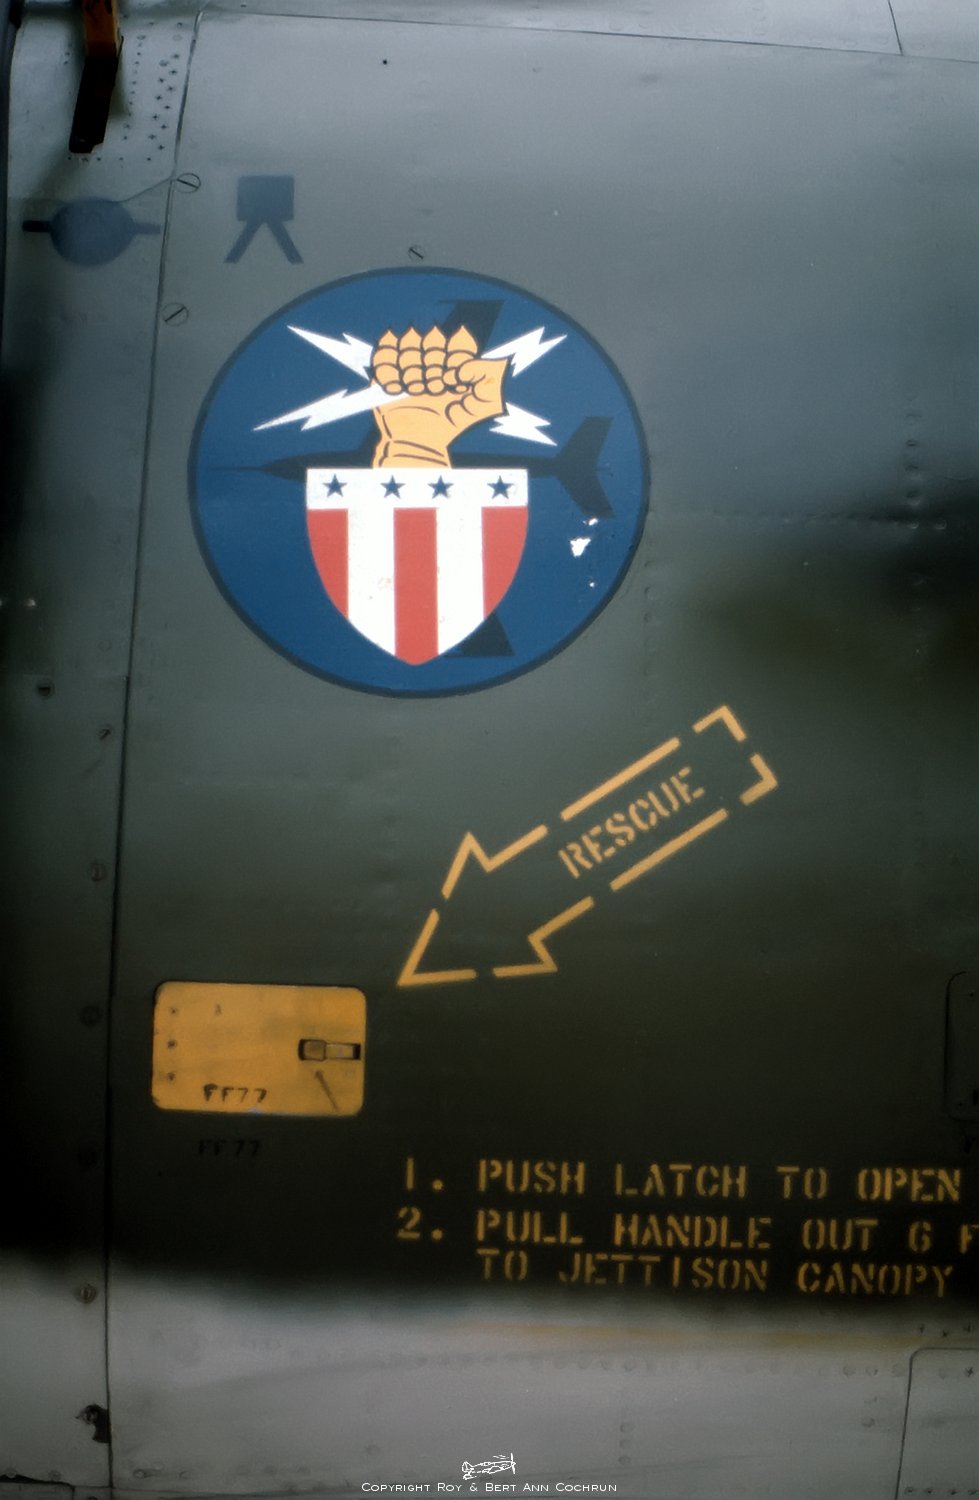 RESCUE
FF77
FF77
1. PUSH LATCH TO OPEN
2. PULL HANDLE OUT 6 F
TO JETTISON CANOPY
COPYRIGHT ROY & BERT ANN COCHRUN